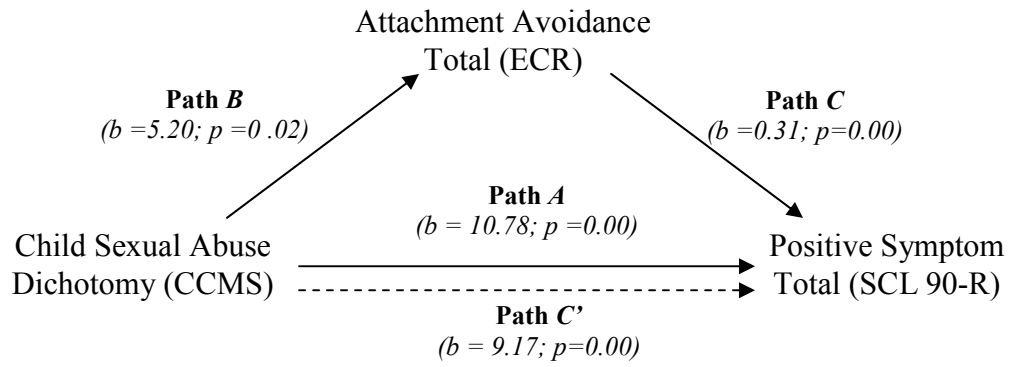 Attachment Avoidance
Total (ECR)
Path B
(b =5.20; p =0 .02)
Path C
(b =0.31; p=0.00)
Path A
(b = 10.78; p =0.00)
Child Sexual Abuse
Dichotomy (CCMS)
Positive Symptom
Total (SCL 90-R)
Path C’
(b = 9.17; p=0.00)